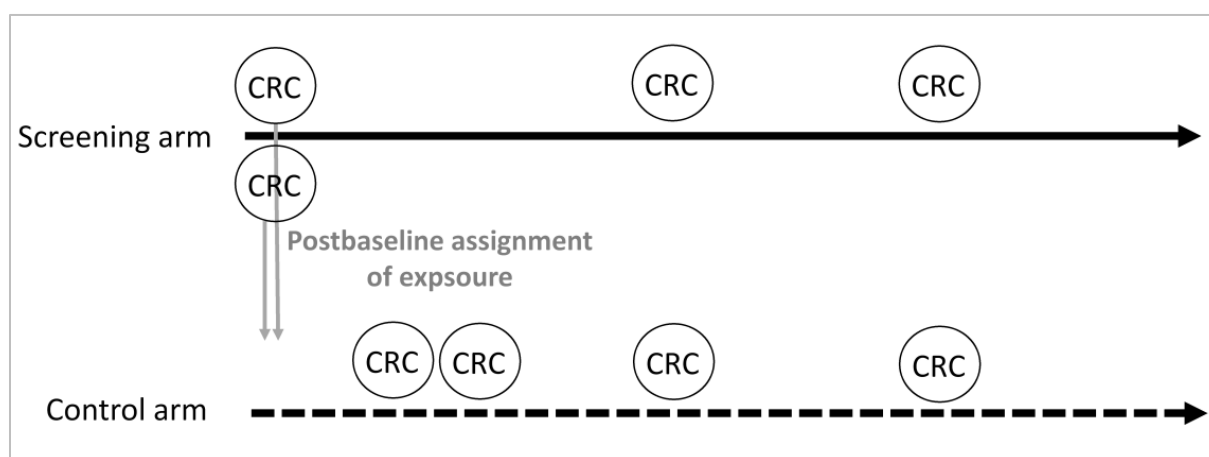 CRC CRC CRC
Screening arm
CRC
Postbaseline assignment
of expsoure
CRC CRC CRC CRC
Control arm